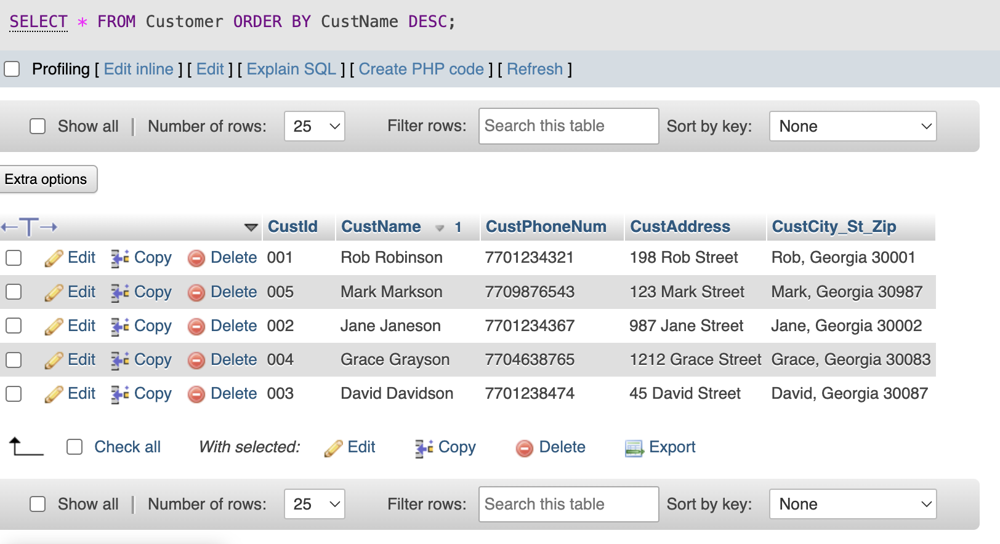 SELECT * FROM Customer ORDER BY CustName DESC;
Profiling [ Edit inline ] [ Edit ] [ Explain SQL ] [ Create PHP code ] [ Refresh ]
Show all | Number of rows: 25 Filter rows: Search this table Sort by key: None
Extra options
←T→ CustId CustName 1 CustPhoneNum CustAddress CustCity_St_Zip
Edit Copy Delete 001 Rob Robinson 7701234321 198 Rob Street Rob, Georgia 30001
Edit Copy Delete 005 Mark Markson 7709876543 123 Mark Street Mark, Georgia 30987
Edit Copy Delete 002 Jane Janeson 7701234367 987 Jane Street Jane, Georgia 30002
Edit Copy Delete 004 Grace Grayson 7704638765 1212 Grace Street Grace, Georgia 30083
Edit Copy Delete 003 David Davidson 7701238474 45 David Street David, Georgia 30087
Check all With selected: Edit Copy Delete Export
Show all | Number of rows: 25 Filter rows: Search this table Sort by key: None